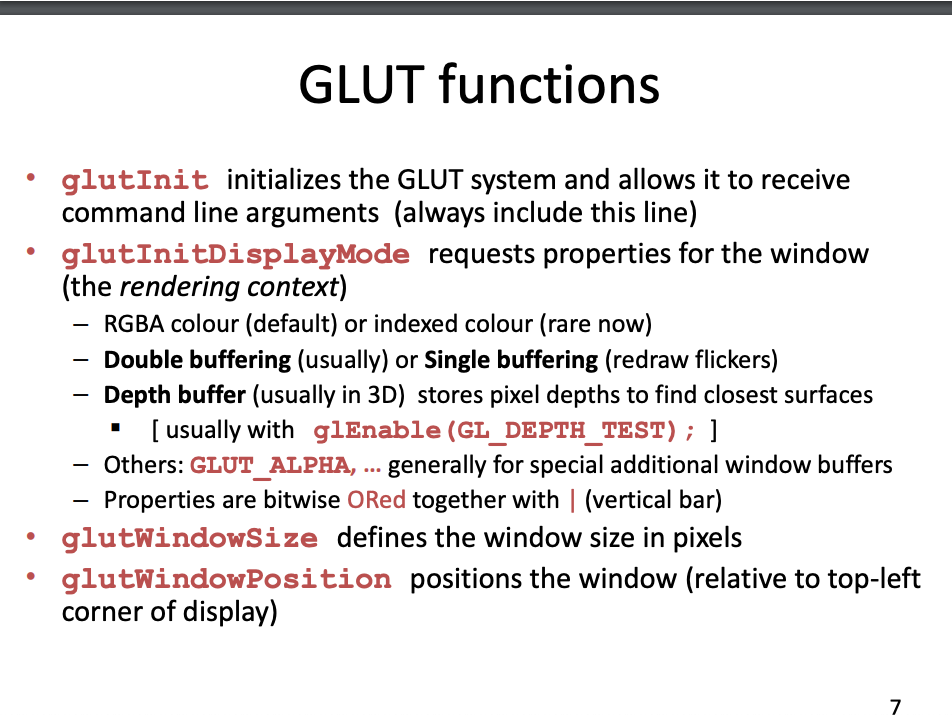 GLUT functions
• glutInit initializes the GLUT system and allows it to receive
command line arguments (always include this line)
• glutInitDisplayMode requests properties for the window
(the rendering context)
– RGBA colour (default) or indexed colour (rare now)
– Double buffering (usually) or Single buffering (redraw flickers)
– Depth buffer (usually in 3D) stores pixel depths to find closest surfaces
▪ [ usually with glEnable(GL_DEPTH_TEST); ]
– Others: GLUT_ALPHA, … generally for special additional window buffers
– Properties are bitwise ORed together with | (vertical bar)
• glutWindowSize defines the window size in pixels
• glutWindowPosition positions the window (relative to top-left
corner of display)
7